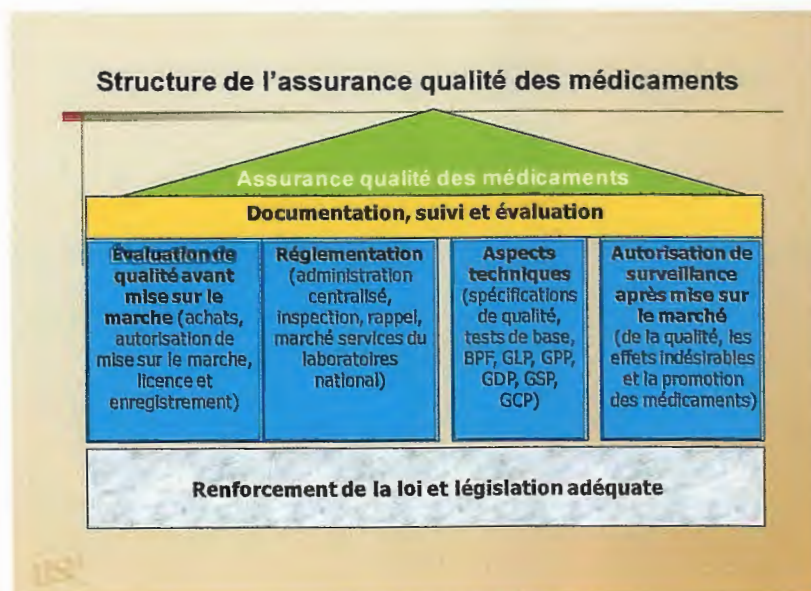 Structure de l'assurance qualité des médicaments
Assurance qualité des médicaments
Documentation, suivi et évaluation
Évaluation de
qualité avant
mise sur le
marche (achats,
autorisation de
mise sur le marche,
licence et
enregistrement)
Réglementation
(administration
centralisé,
inspection, rappel,
marché services du
laboratoires
national)
Aspects
techniques
(spécifications
de qualité,
tests de base,
BPF, GLP, GPP,
GDP, GSP,
GCP)
Autorisation de
surveillance
après mise sur
le marché
(de la qualité, les
effets indésirables
et la promotion
des médicaments)
Renforcement de la loi et législation adéquate